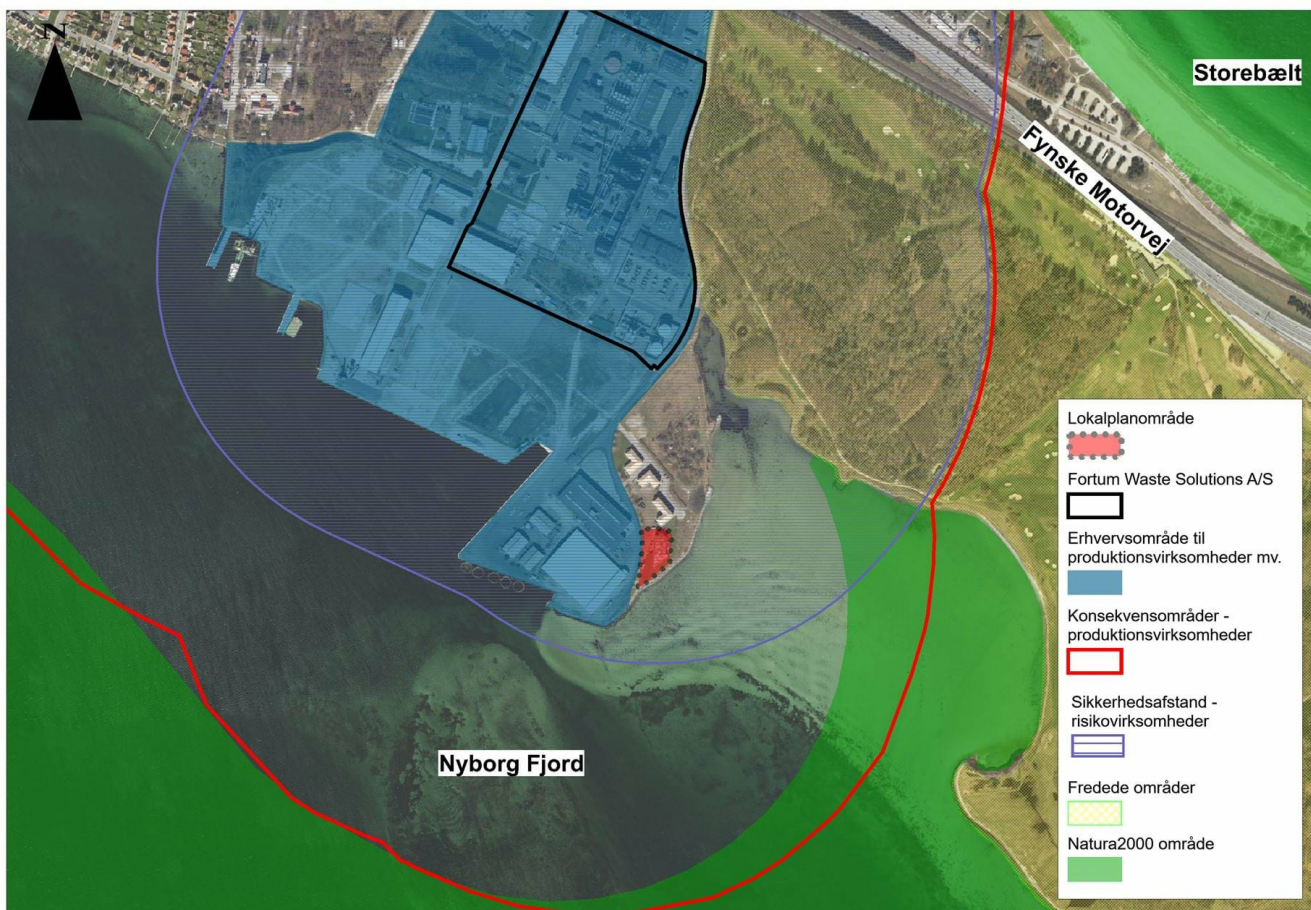 N
Storebælt
Fynske Motorvej
Nyborg Fjord
Lokalplanområde
Fortum Waste Solutions A/S
Erhvervsområde til
produktionsvirksomheder mv.
Konsekvensområder -
produktionsvirksomheder
Sikkerhedsafstand -
risikovirksomheder
Fredede områder
Natura2000 område